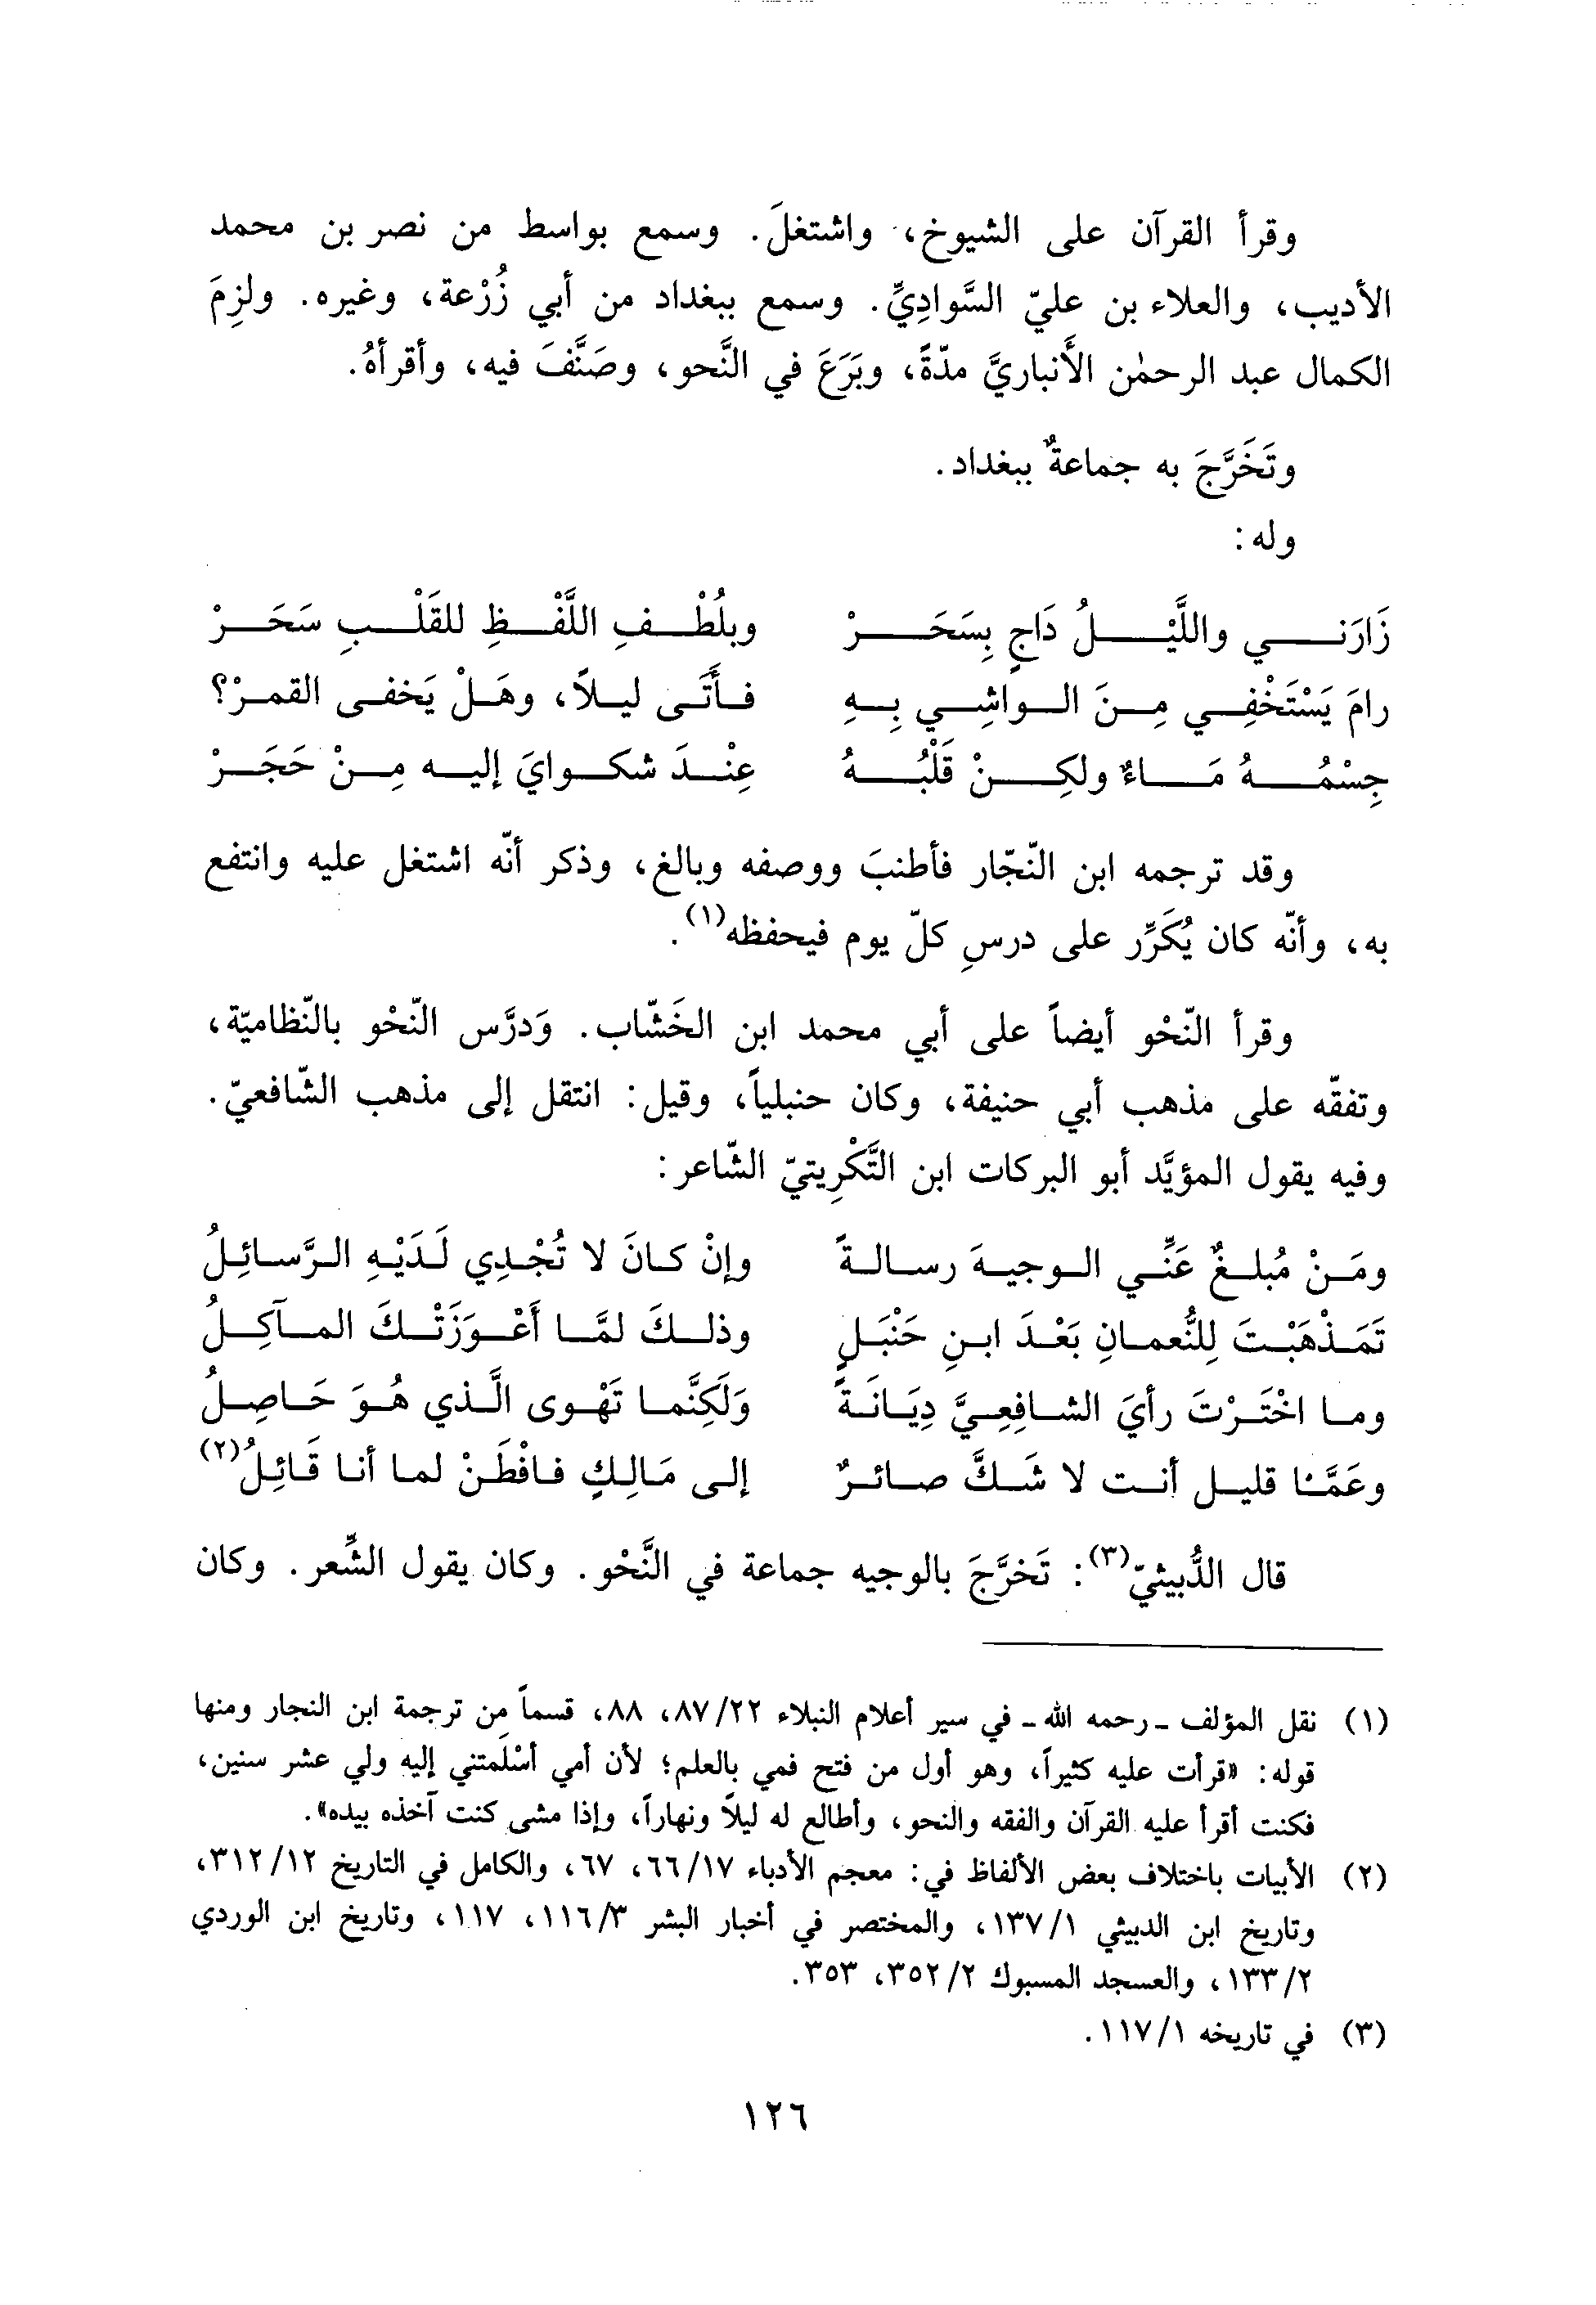 وقرأ القرآن على الشيوخ، واشتغلَ. وسمع بواسط من نصر بن محمد
الأديب، والعلاء بن عليّ السَّوادِيِّ. وسمع ببغداد من أبي زُرْعة، وغيره. ولزِمَ
الكمال عبد الرحمٰن الأَنباريَّ مدّةً، وبَرَعَ في النَّحو، وصَنَّفَ فيه، وأقرأهُ.
وتَخَرَّجَ به جماعةٌ ببغداد.
وله:
زَارَنـي واللَّيْـلُ دَاجٍ بِسَحَـرْ وبلُطْـفِ اللَّفْـظِ للقَلْـبِ سَحَـرْ
رامَ يَسْتَخْفِـي مِـنَ الـواشِـي بِـهِ فـأَتَـى ليـلاً، وهَـلْ يَخفـى القمـرْ؟
جِسْمُـهُ مَـاءٌ ولكِـنْ قَلْبُـهُ عِنْـدَ شكـوايَ إليـه مِـنْ حَجَـرْ
وقد ترجمه ابن النّجّار فأطنبَ ووصفه وبالغ، وذكر أنّه اشتغل عليه وانتفع
به، وأنّه كان يُكَرِّر على درسِ كلّ يوم فيحفظه(١).
وقرأ النّحْو أيضاً على أبي محمد ابن الخَشّاب. وَدرَّس النّحْو بالنّظاميّة،
وتفقّه على مذهب أبي حنيفة، وكان حنبلياً، وقيل: انتقل إلى مذهب الشّافعيّ.
وفيه يقول المؤيَّد أبو البركات ابن التَّكْرِيتيّ الشّاعر:
ومَـنْ مُبلـغٌ عَنِّـي الـوجيـهَ رسـالـةً وإنْ كـانَ لا تُجْـدِي لَـدَيْـهِ الـرَّسـائِـلُ
تَمَـذْهَبْـتَ لِلنُّعمـانِ بَعْـدَ ابـنِ حَنْبَـلٍ وذلـكَ لمَّـا أَعْـوَزَتْـكَ المـآكِـلُ
ومـا اخْتَـرْتَ رأيَ الشـافِعِـيَّ دِيَـانَـةً وَلَكِنَّمـا تَهْـوى الَّـذي هُـوَ حَـاصِـلُ
وعَمَّـا قليـل أنـت لا شَـكَّ صـائـرٌ إلـى مَـالِـكٍ فـافْطَـنْ لمـا أنـا قَـائِـلُ(٢)
قال الدُّبيثيّ(٣): تَخرَّجَ بالوجيه جماعة في النَّحْو. وكان يقول الشِّعر. وكان
(١) نقل المؤلف ـ رحمه الله ـ في سير أعلام النبلاء ٨٧/٢٢، ٨٨، قسماً من ترجمة ابن النجار ومنها
قوله: «قرأت عليه كثيراً، وهو أول من فتح فمي بالعلم؛ لأن أمي أسْلَمتني إليه ولي عشر سنين،
فكنت أقرأ عليه القرآن والفقه والنحو، وأطالع له ليلاً ونهاراً، وإذا مشى كنت آخذه بيده».
(٢) الأبيات باختلاف بعض الألفاظ في: معجم الأدباء ٦٦/١٧، ٦٧، والكامل في التاريخ ٣١٢/١٢،
وتاريخ ابن الدبيثي ١٣٧/١، والمختصر في أخبار البشر ١١٦/٣، ١١٧، وتاريخ ابن الوردي
١٣٣/٢، والعسجد المسبوك ٣٥٢/٢، ٣٥٣.
(٣) في تاريخه ١١٧/١.
١٢٦